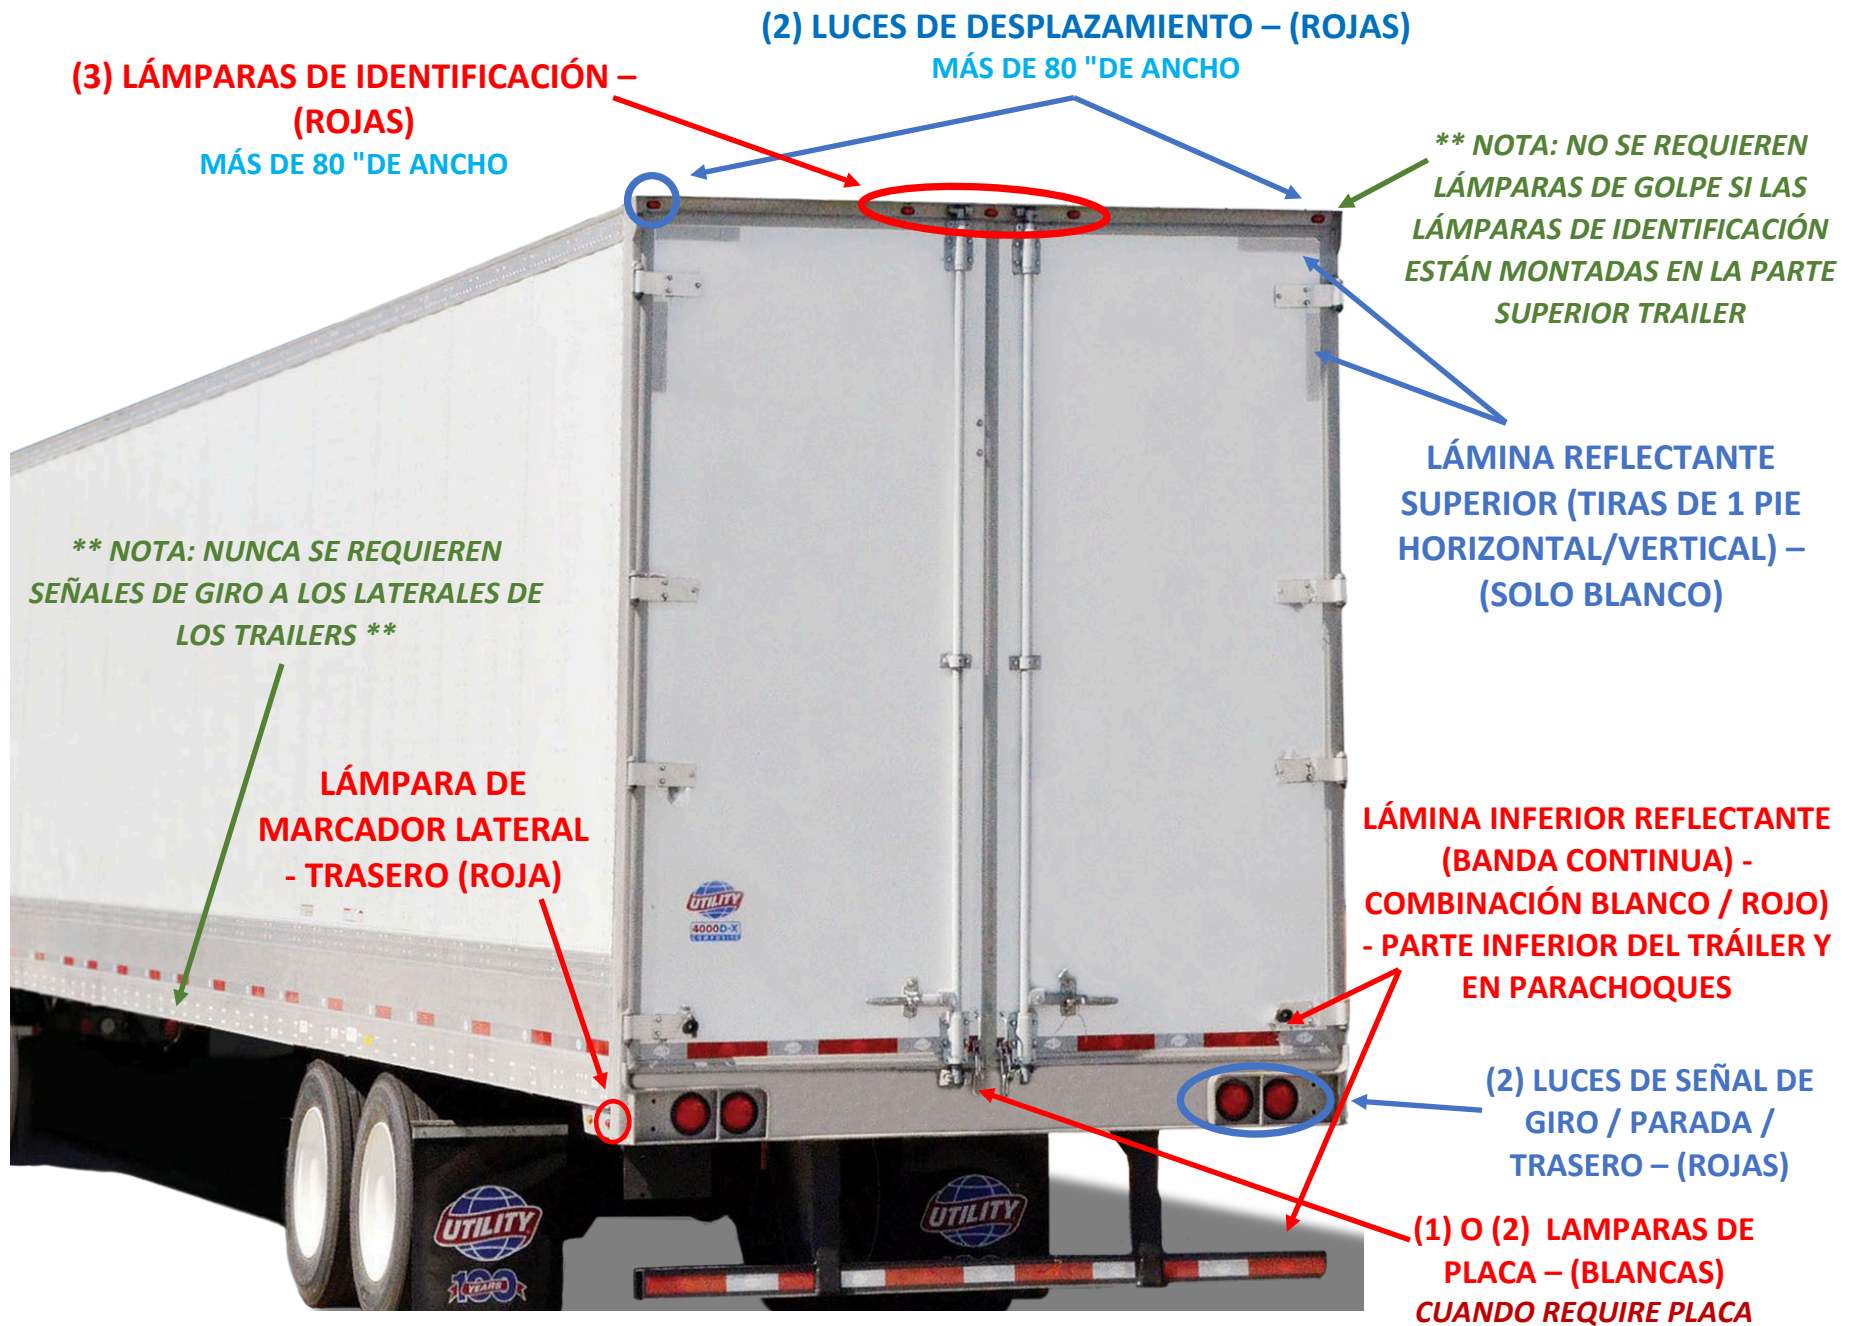 (2) LUCES DE DESPLAZAMIENTO – (ROJAS)
MÁS DE 80 "DE ANCHO
(3) LÁMPARAS DE IDENTIFICACIÓN –
(ROJAS)
MÁS DE 80 "DE ANCHO
** NOTA: NO SE REQUIEREN
LÁMPARAS DE GOLPE SI LAS
LÁMPARAS DE IDENTIFICACIÓN
ESTÁN MONTADAS EN LA PARTE
SUPERIOR TRAILER
LÁMINA REFLECTANTE
SUPERIOR (TIRAS DE 1 PIE
HORIZONTAL/VERTICAL) –
(SOLO BLANCO)
** NOTA: NUNCA SE REQUIEREN
SEÑALES DE GIRO A LOS LATERALES DE
LOS TRAILERS **
LÁMPARA DE
MARCADOR LATERAL
- TRASERO (ROJA)
LÁMINA INFERIOR REFLECTANTE
(BANDA CONTINUA) -
COMBINACIÓN BLANCO / ROJO)
- PARTE INFERIOR DEL TRÁILER Y
EN PARACHOQUES
UTILITY
4000D-X
COMPOSITE
(2) LUCES DE SEÑAL DE
GIRO / PARADA /
TRASERO – (ROJAS)
(1) O (2) LAMPARAS DE
PLACA – (BLANCAS)
CUANDO REQUIRE PLACA
UTILITY
100
YEARS
UTILITY